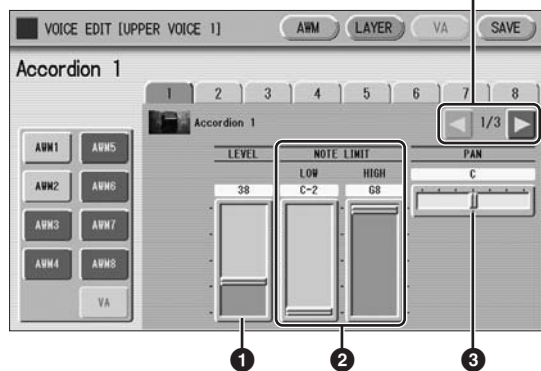 VOICE EDIT [UPPER VOICE 1] AWM LAYER VA SAVE
Accordion 1
1 2 3 4 5 6 7 8
Accordion 1 1/3
AWM1 AWM5 LEVEL NOTE LIMIT PAN
LOW HIGH C
AWM2 AWM6 38 C-2 G8
AWM3 AWM7
AWM4 AWM8
VA
1 2 3